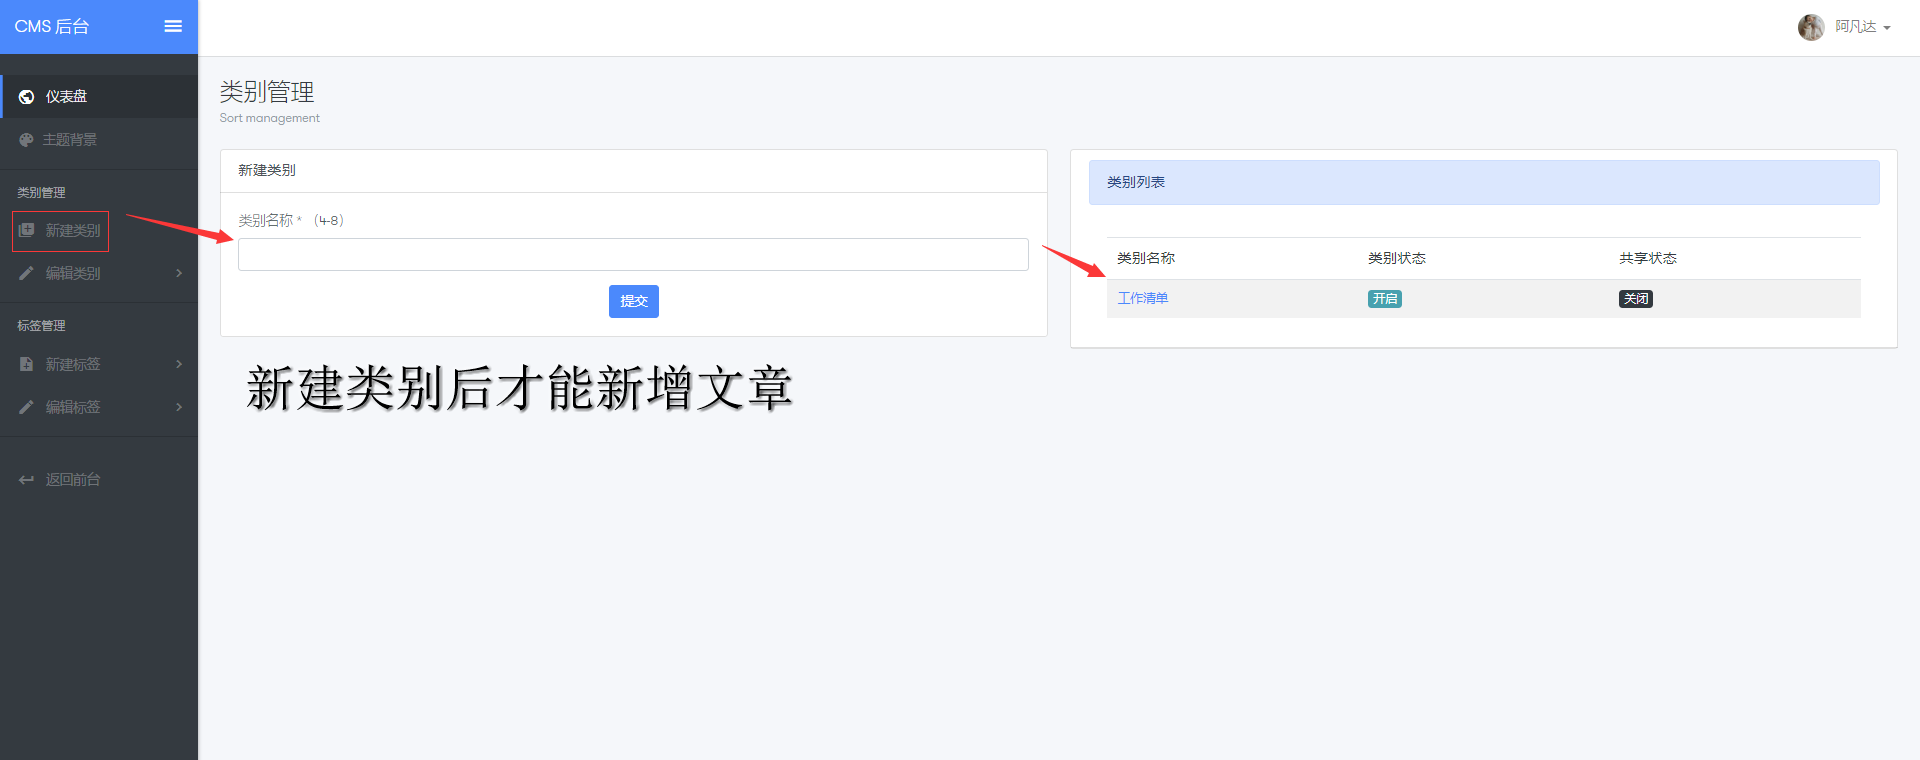 CMS 后台
阿凡达
仪表盘
主题背景
类别管理
新建类别
编辑类别
标签管理
新建标签
编辑标签
返回前台
类别管理
Sort management
新建类别
类别名称 * （4-8）
提交
新建类别后才能新增文章
类别列表
类别名称 类别状态 共享状态
工作清单 开启 关闭